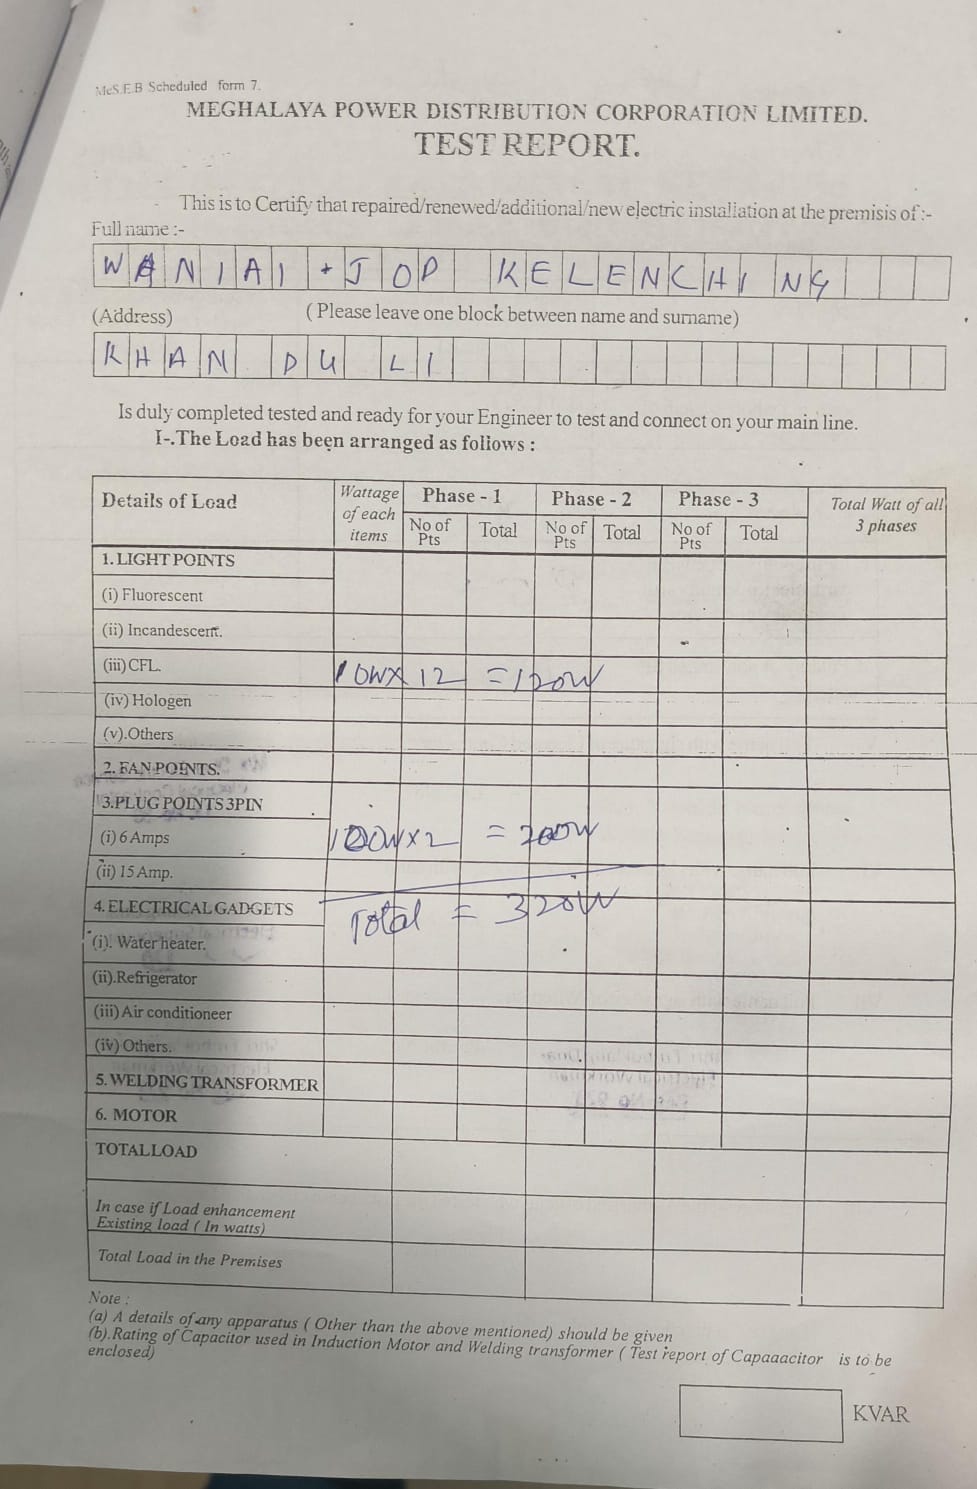 MeS.E.B Scheduled form 7.
MEGHALAYA POWER DISTRIBUTION CORPORATION LIMITED.
TEST REPORT.
This is to Certify that repaired/renewed/additional/new electric installation at the premisis of :-
Full name :-
WANIAI + JOP KELENCHI NG
(Address) ( Please leave one block between name and surname)
KHAN DU LI
Is duly completed tested and ready for your Engineer to test and connect on your main line.
I-.The Load has been arranged as follows :
Details of Load Wattage of each items Phase - 1 Phase - 2 Phase - 3 Total Watt of all 3 phases
No of Pts Total No of Pts Total No of Pts Total
1. LIGHT POINTS
(i) Fluorescent
(ii) Incandescent.
(iii) CFL. 10W x 12 = 120W
(iv) Hologen
(v).Others
2. FAN POINTS.
3.PLUG POINTS 3PIN
(i) 6 Amps 100W x 2 = 200W
(ii) 15 Amp.
4. ELECTRICAL GADGETS Total = 320W
(i). Water heater.
(ii).Refrigerator
(iii) Air conditioneer
(iv) Others.
5. WELDING TRANSFORMER
6. MOTOR
TOTAL LOAD
In case if Load enhancement
Existing load ( In watts)
Total Load in the Premises
Note :
(a) A details of any apparatus ( Other than the above mentioned) should be given
(b).Rating of Capacitor used in Induction Motor and Welding transformer ( Test report of Capaaacitor is to be
enclosed)
KVAR